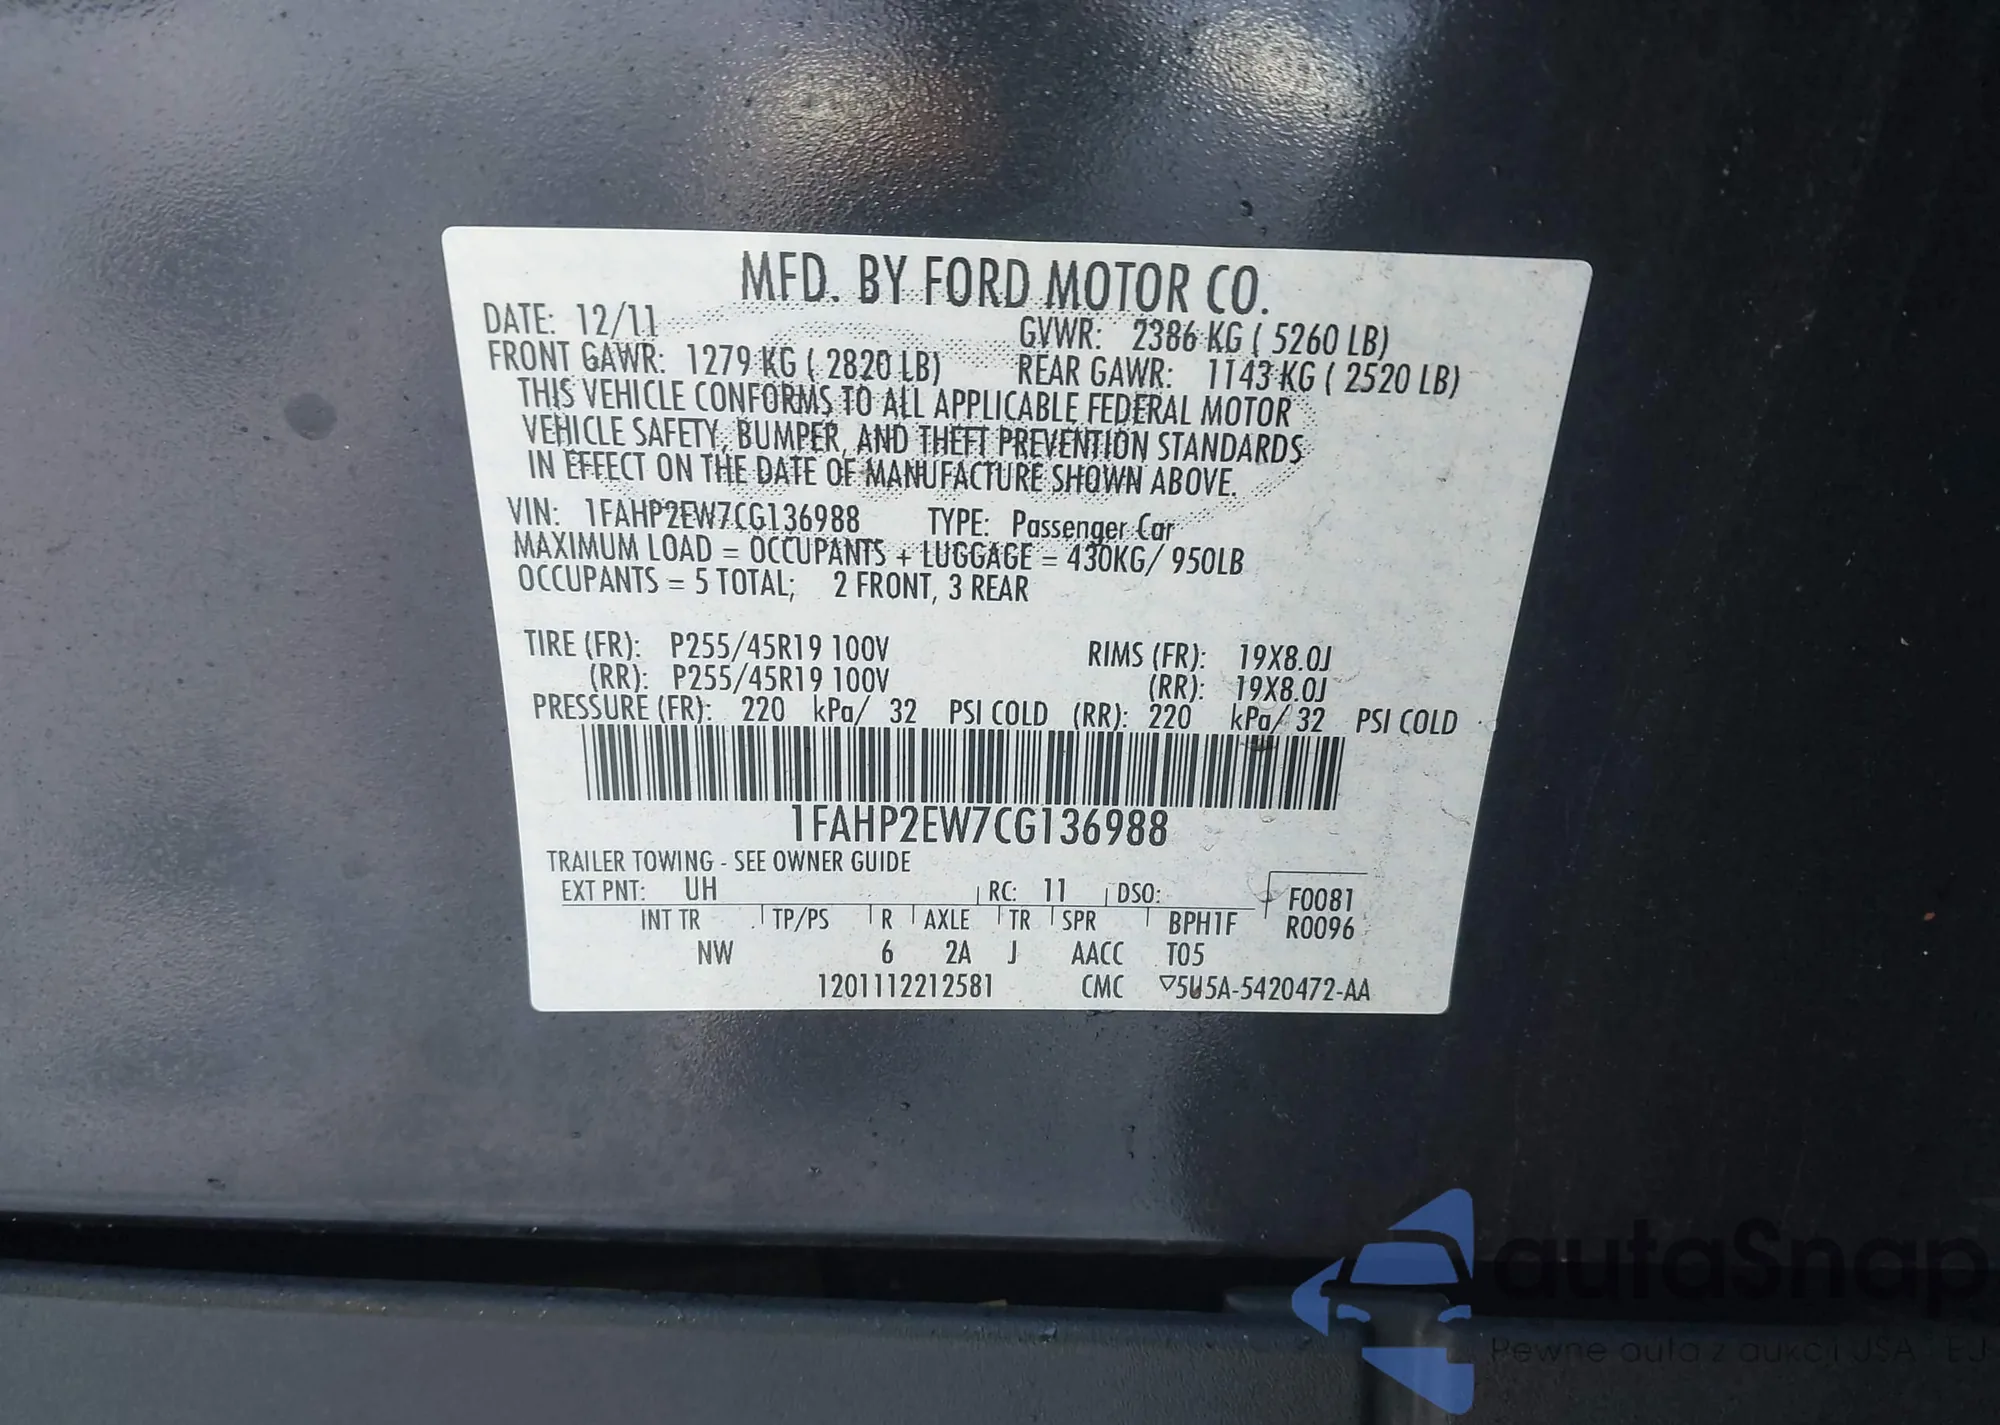 MFD. BY FORD MOTOR CO.
DATE: 12/11 GVWR: 2386 KG ( 5260 LB)
FRONT GAWR: 1279 KG ( 2820 LB) REAR GAWR: 1143 KG ( 2520 LB)
THIS VEHICLE CONFORMS TO ALL APPLICABLE FEDERAL MOTOR
VEHICLE SAFETY, BUMPER, AND THEFT PREVENTION STANDARDS
IN EFFECT ON THE DATE OF MANUFACTURE SHOWN ABOVE.
VIN: 1FAHP2EW7CG136988 TYPE: Passenger Car
MAXIMUM LOAD = OCCUPANTS + LUGGAGE = 430KG/ 950LB
OCCUPANTS = 5 TOTAL; 2 FRONT, 3 REAR
TIRE (FR): P255/45R19 100V RIMS (FR): 19X8.0J
(RR): P255/45R19 100V (RR): 19X8.0J
PRESSURE (FR): 220 kPa/ 32 PSI COLD (RR): 220 kPa/ 32 PSI COLD
1FAHP2EW7CG136988
TRAILER TOWING - SEE OWNER GUIDE
EXT PNT: UH RC: 11 DSO: F0081
INT TR TP/PS R AXLE TR SPR BPH1F R0096
NW 6 2A J AACC T05
1201112212581 CMC ▽5U5A-5420472-AA
autaSnap
Pewne auta z aukcji USA